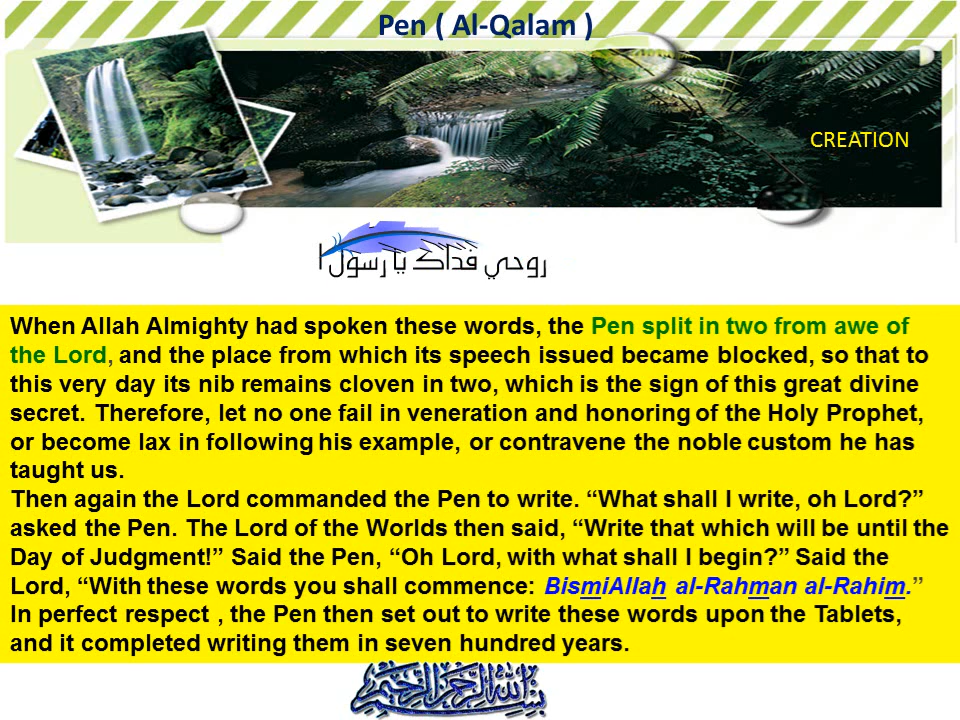 Pen ( Al-Qalam )
CREATION
روحي فداك يا رسول ا
When Allah Almighty had spoken these words, the Pen split in two from awe of
the Lord, and the place from which its speech issued became blocked, so that to
this very day its nib remains cloven in two, which is the sign of this great divine
secret. Therefore, let no one fail in veneration and honoring of the Holy Prophet,
or become lax in following his example, or contravene the noble custom he has
taught us.
Then again the Lord commanded the Pen to write. “What shall I write, oh Lord?”
asked the Pen. The Lord of the Worlds then said, “Write that which will be until the
Day of Judgment!” Said the Pen, “Oh Lord, with what shall I begin?” Said the
Lord, “With these words you shall commence: BismiAllah al-Rahman al-Rahim.”
In perfect respect , the Pen then set out to write these words upon the Tablets,
and it completed writing them in seven hundred years.
بسم الله الرحمن الرحيم